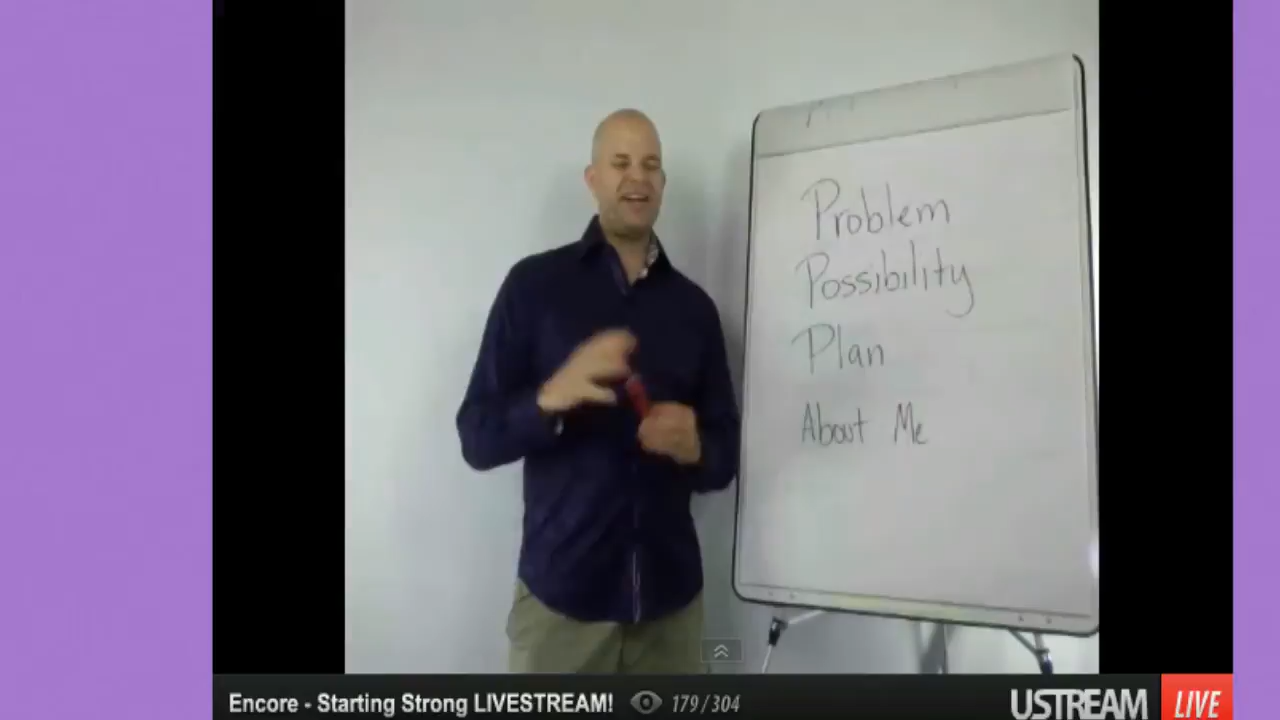 Problem
Possibility
Plan
About Me
Encore - Starting Strong LIVESTREAM! 179 / 304 USTREAM LIVE